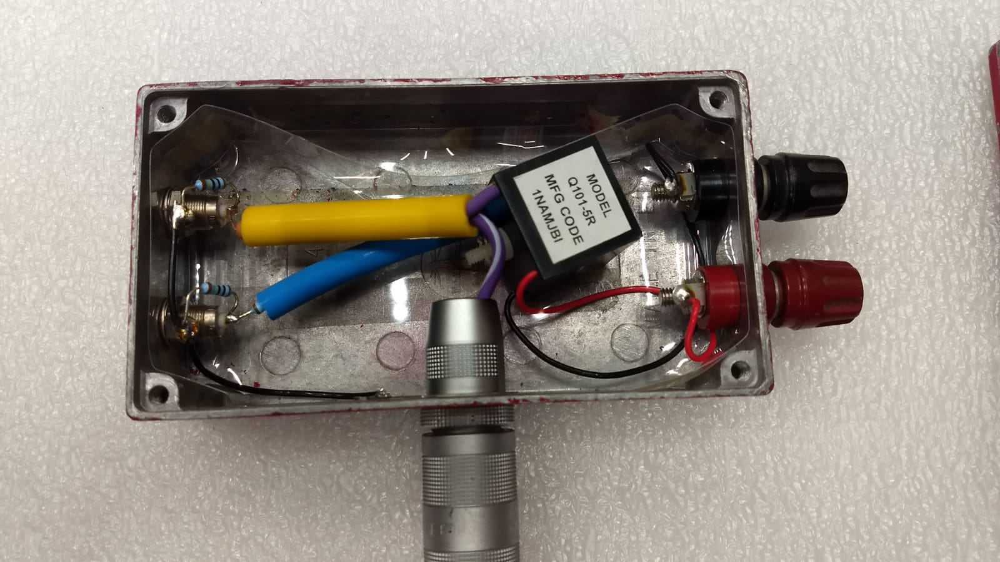 MODEL
Q101-5R
MFG CODE
1NAMJBI